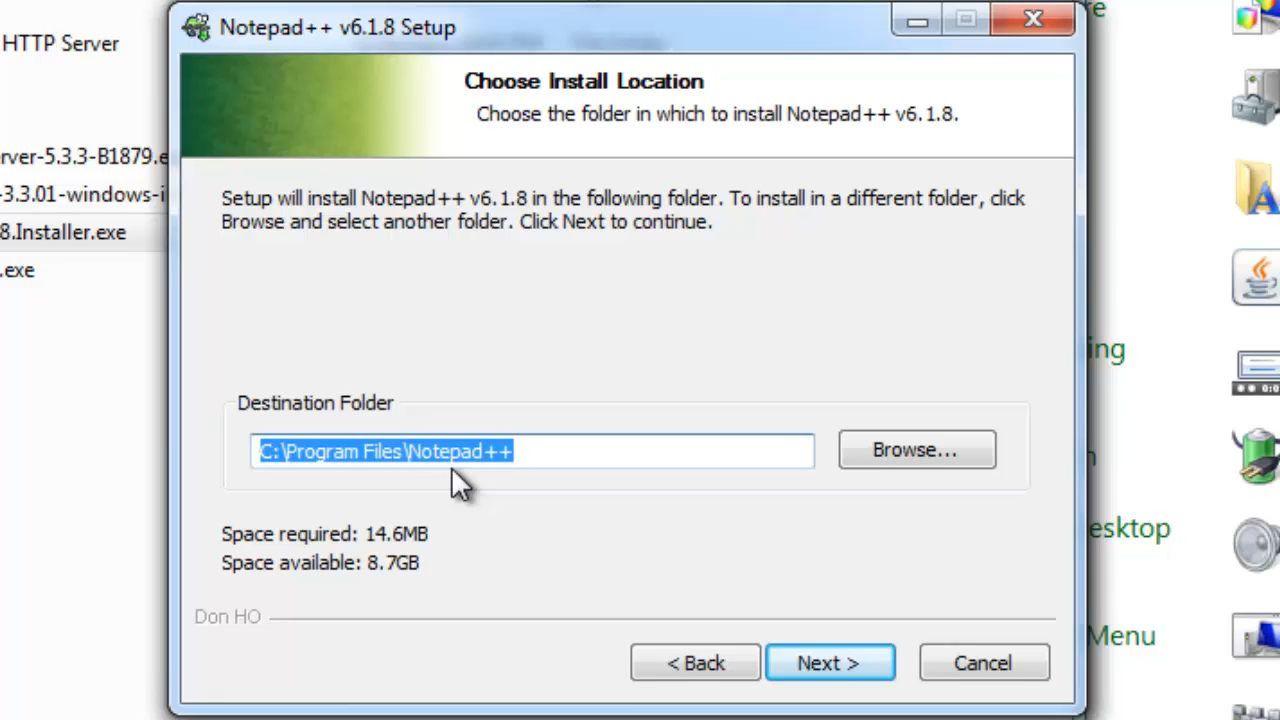 Notepad++ v6.1.8 Setup
HTTP Server
rver-5.3.3-B1879.e
-3.3.01-windows-i
8.Installer.exe
.exe
Choose Install Location
Choose the folder in which to install Notepad++ v6.1.8.
Setup will install Notepad++ v6.1.8 in the following folder. To install in a different folder, click
Browse and select another folder. Click Next to continue.
Destination Folder
C:\Program Files\Notepad++
Browse...
Space required: 14.6MB
Space available: 8.7GB
Don HO
< Back
Next >
Cancel
re
ing
n
esktop
Menu